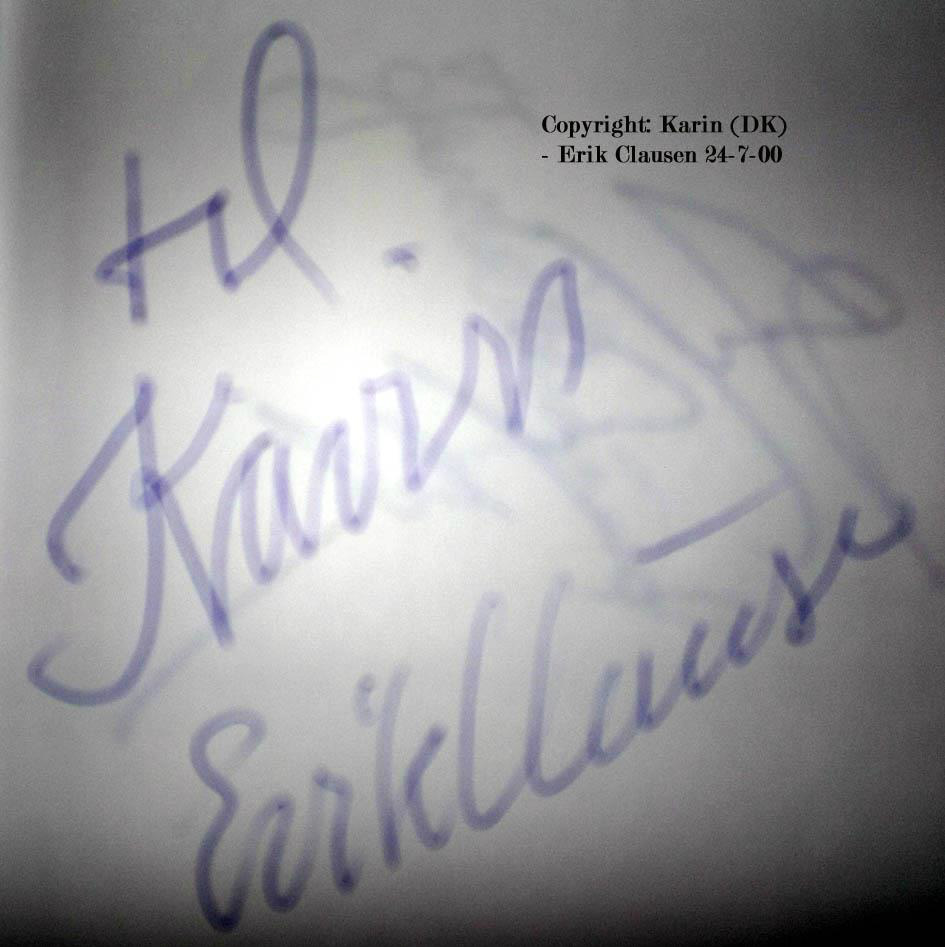 til
Karin
Erik Clausen
Copyright: Karin (DK)
- Erik Clausen 24-7-00